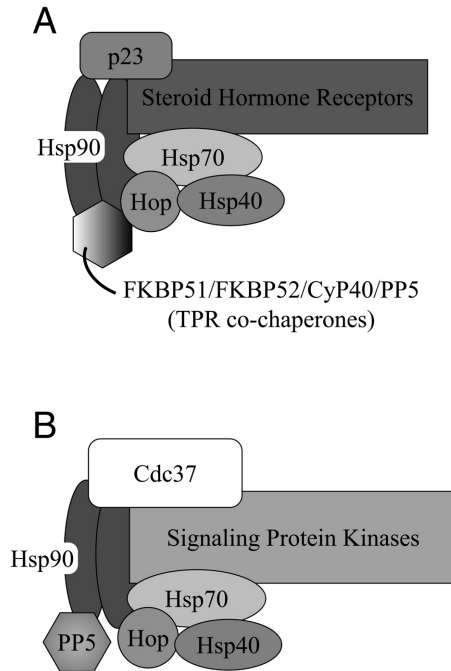 A
p23
Steroid Hormone Receptors
Hsp90
Hsp70
Hop
Hsp40
FKBP51/FKBP52/CyP40/PP5
(TPR co-chaperones)
B
Cdc37
Signaling Protein Kinases
Hsp90
Hsp70
PP5
Hop
Hsp40